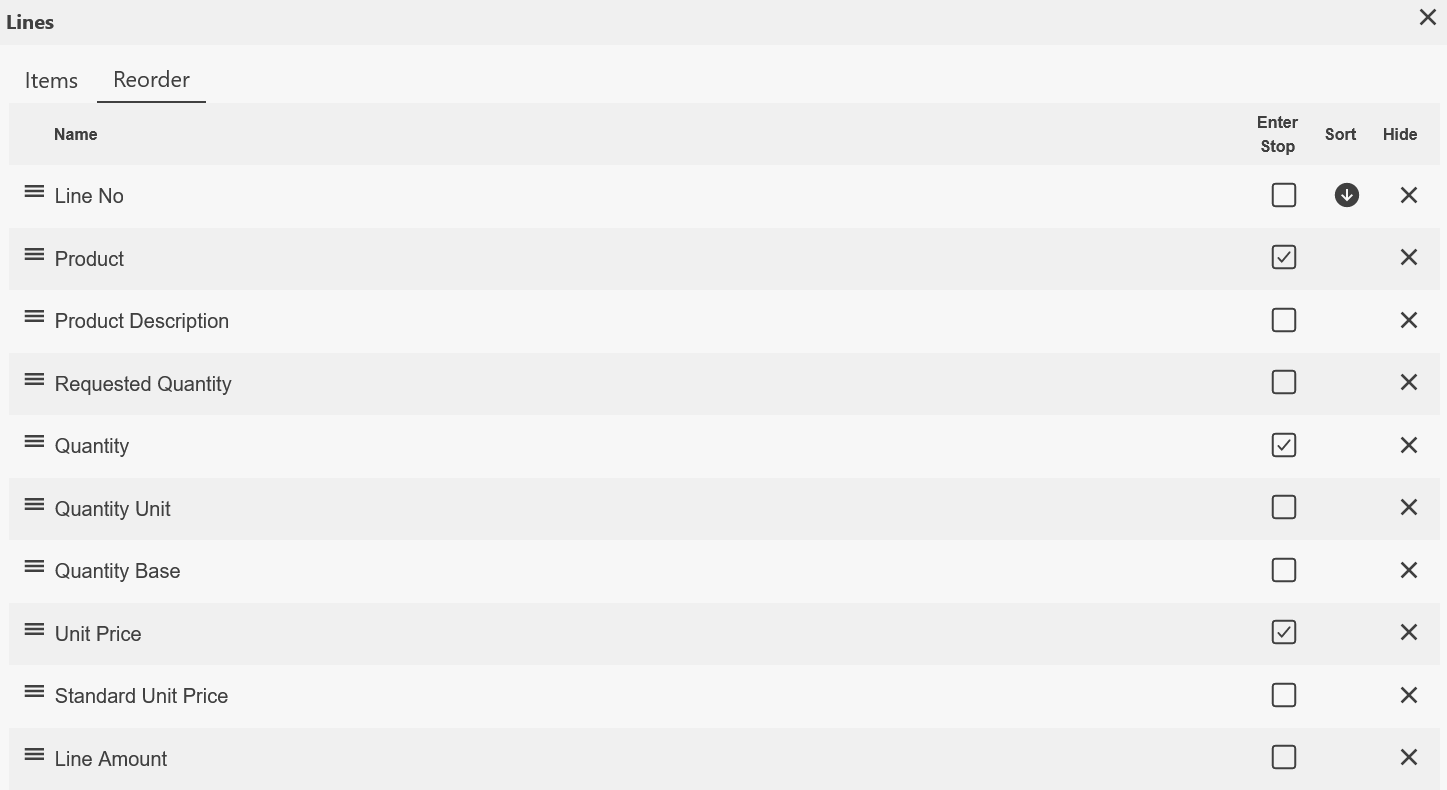 Lines
Items Reorder
Name Enter Stop Sort Hide
Line No
Product
Product Description
Requested Quantity
Quantity
Quantity Unit
Quantity Base
Unit Price
Standard Unit Price
Line Amount